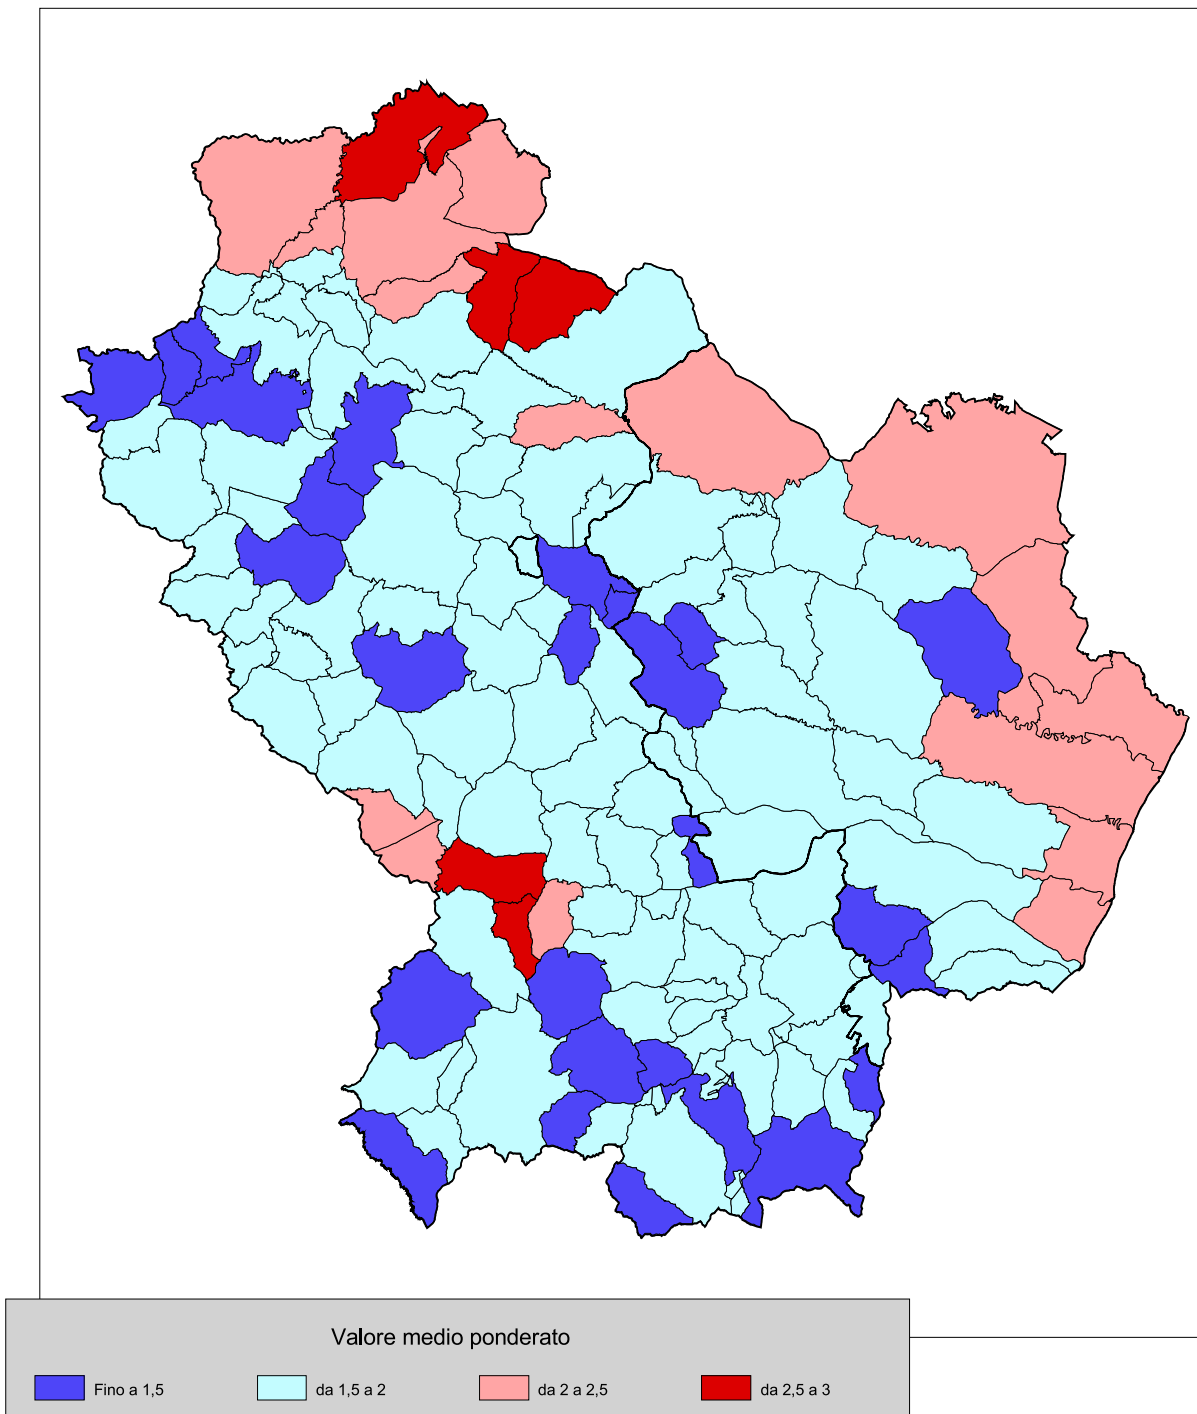 Valore medio ponderato
Fino a 1,5
da 1,5 a 2
da 2 a 2,5
da 2,5 a 3